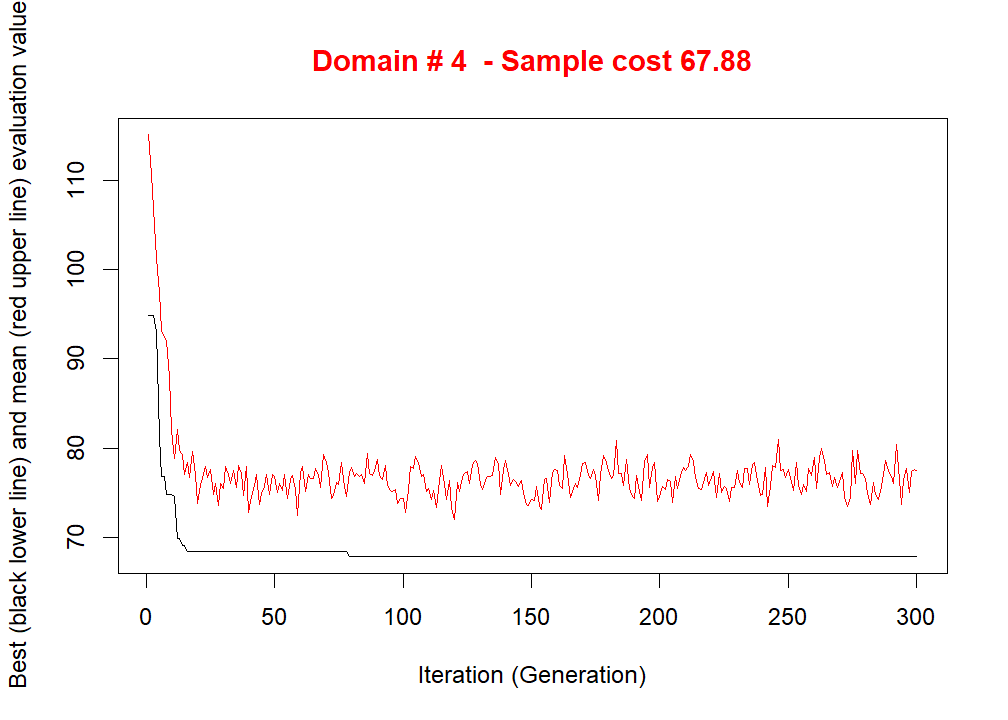 Domain # 4  - Sample cost 67.88
Best (black lower line) and mean (red upper line) evaluation value
110
100
90
80
70
0 50 100 150 200 250 300
Iteration (Generation)